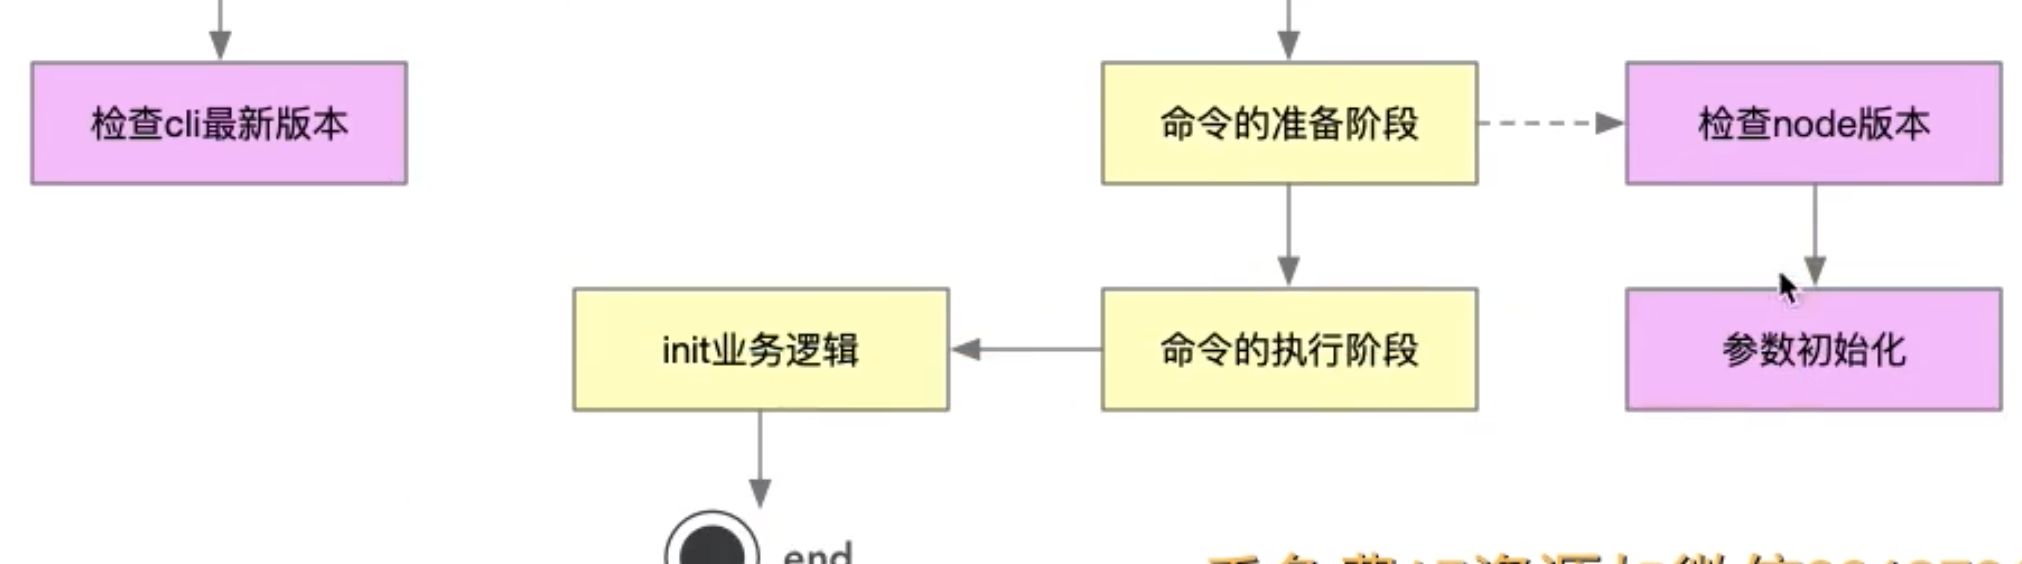 检查cli最新版本
命令的准备阶段
检查node版本
init业务逻辑
命令的执行阶段
参数初始化
end